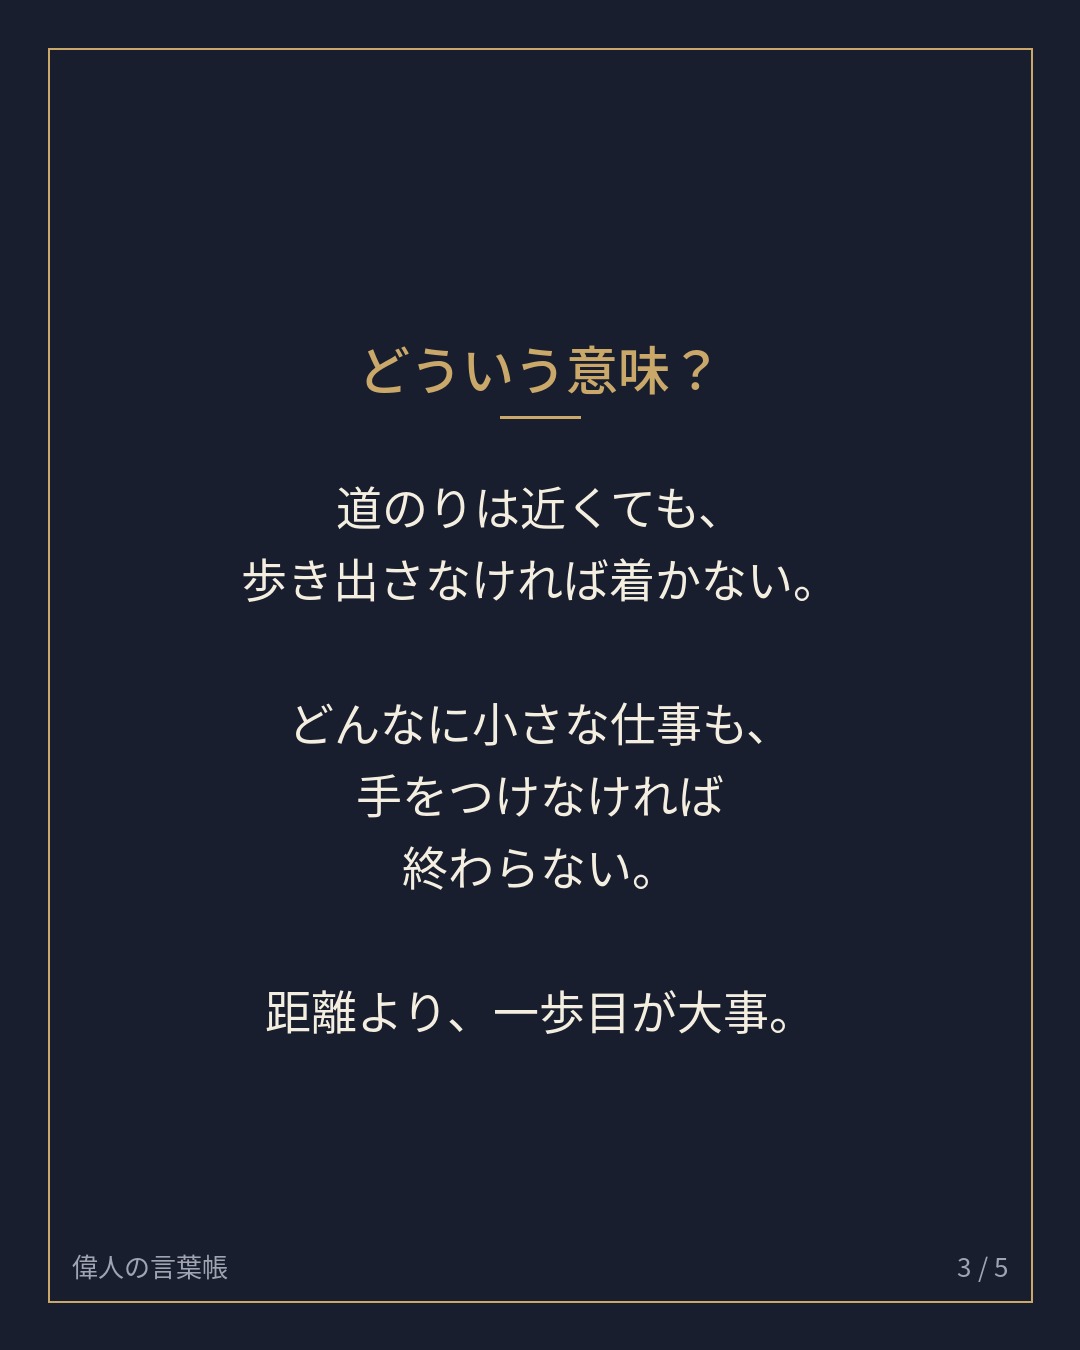 どういう意味？
道のりは近くても、
歩き出さなければ着かない。
どんなに小さな仕事も、
手をつけなければ
終わらない。
距離より、一歩目が大事。
偉人の言葉帳
3 / 5